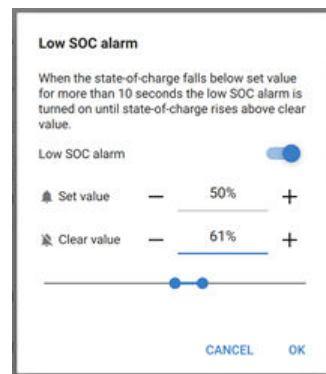 Low SOC alarm
When the state-of-charge falls below set value
for more than 10 seconds the low SOC alarm is
turned on until state-of-charge rises above clear
value.
Low SOC alarm
Set value — 50% +
Clear value — 61% +
CANCEL OK